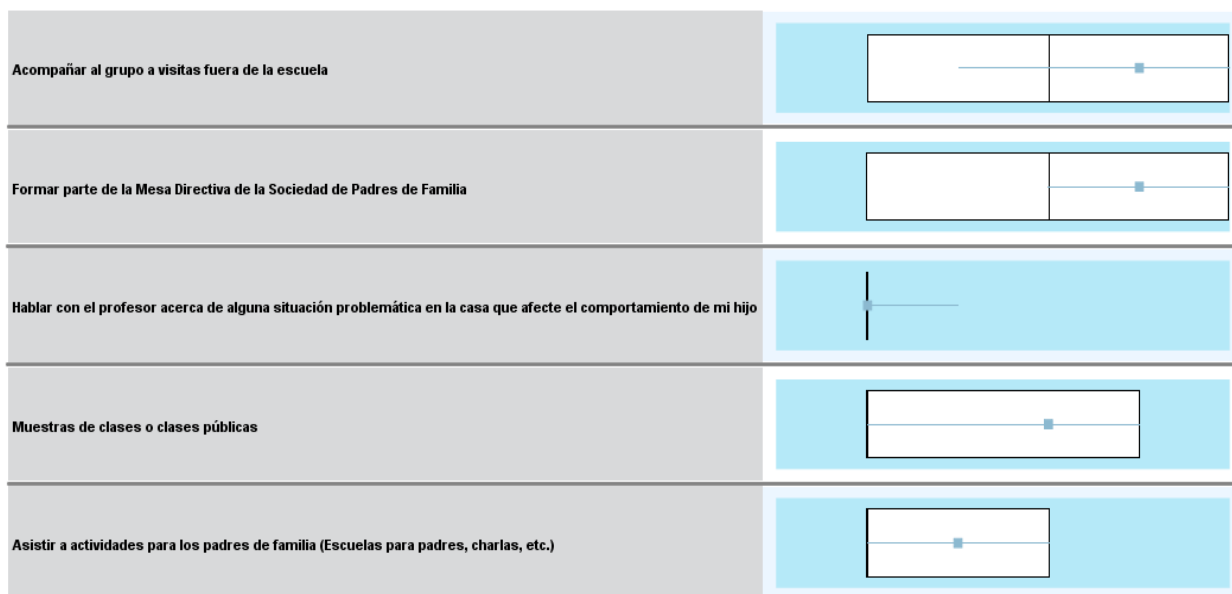 Acompañar al grupo a visitas fuera de la escuela
Formar parte de la Mesa Directiva de la Sociedad de Padres de Familia
Hablar con el profesor acerca de alguna situación problemática en la casa que afecte el comportamiento de mi hijo
Muestras de clases o clases públicas
Asistir a actividades para los padres de familia (Escuelas para padres, charlas, etc.)